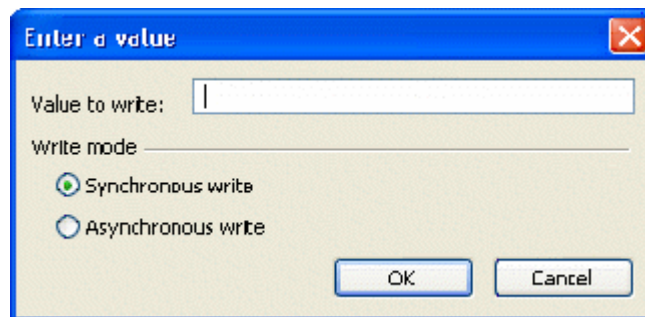 Enter a value
Value to write:
Write mode
Synchronous write
Asynchronous write
OK Cancel